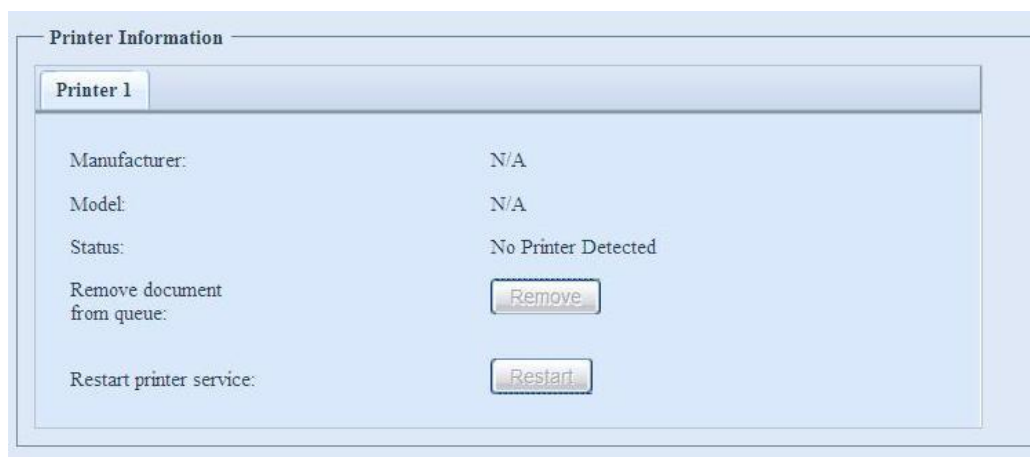 Printer Information
Printer 1
Manufacturer: N/A
Model: N/A
Status: No Printer Detected
Remove document
from queue: Remove
Restart printer service: Restart